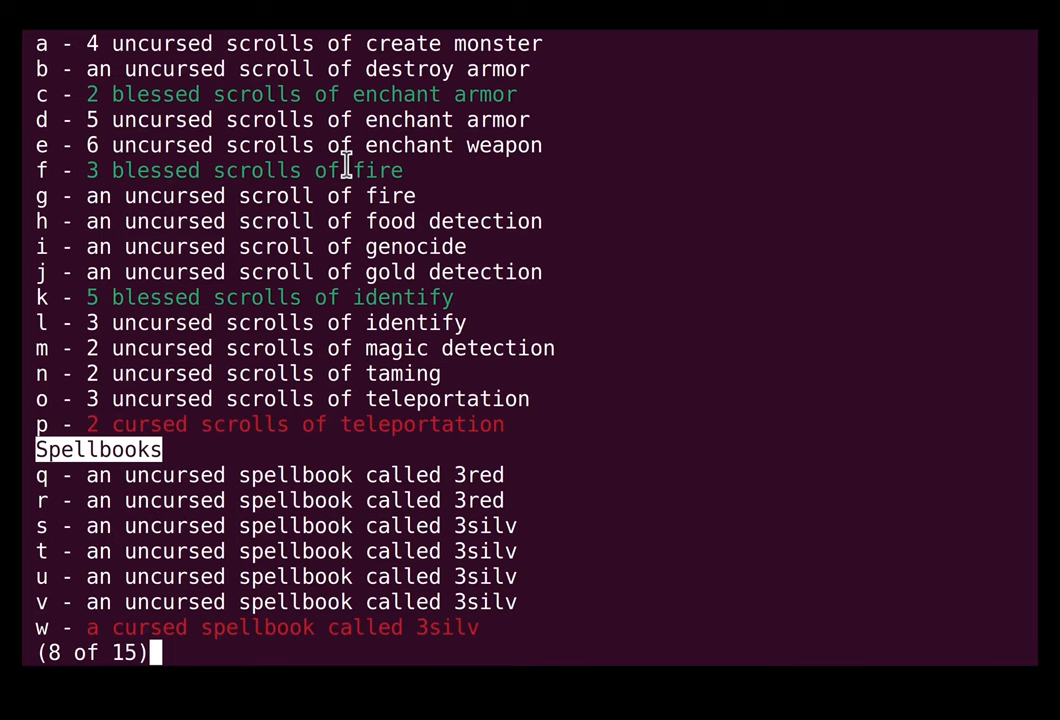 a - 4 uncursed scrolls of create monster
b - an uncursed scroll of destroy armor
c - 2 blessed scrolls of enchant armor
d - 5 uncursed scrolls of enchant armor
e - 6 uncursed scrolls of enchant weapon
f - 3 blessed scrolls of fire
g - an uncursed scroll of fire
h - an uncursed scroll of food detection
i - an uncursed scroll of genocide
j - an uncursed scroll of gold detection
k - 5 blessed scrolls of identify
l - 3 uncursed scrolls of identify
m - 2 uncursed scrolls of magic detection
n - 2 uncursed scrolls of taming
o - 3 uncursed scrolls of teleportation
p - 2 cursed scrolls of teleportation
Spellbooks
q - an uncursed spellbook called 3red
r - an uncursed spellbook called 3red
s - an uncursed spellbook called 3silv
t - an uncursed spellbook called 3silv
u - an uncursed spellbook called 3silv
v - an uncursed spellbook called 3silv
w - a cursed spellbook called 3silv
(8 of 15)